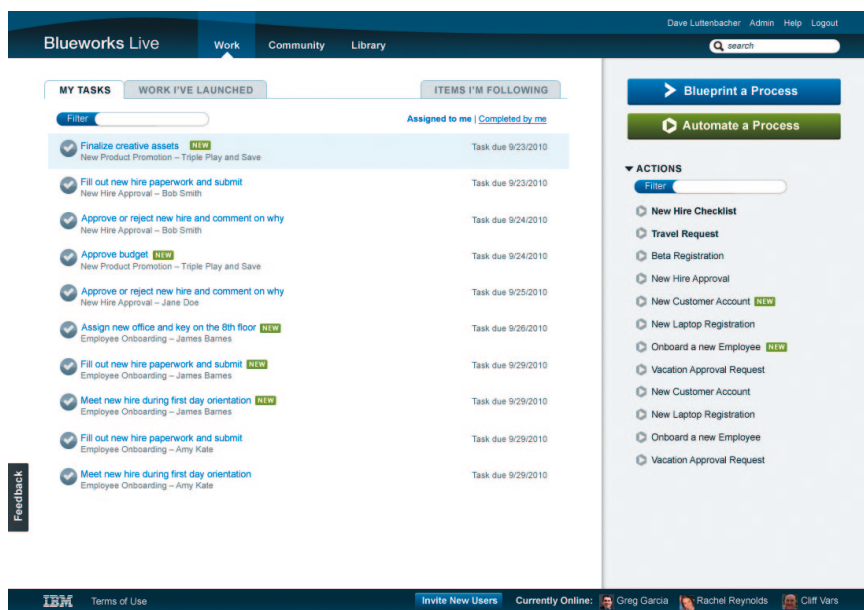 Dave Luttenbacher Admin Help Logout
Blueworks Live Work Community Library
search
MY TASKS WORK I'VE LAUNCHED ITEMS I'M FOLLOWING
Filter
Assigned to me | Completed by me
Finalize creative assets NEW Task due 9/23/2010
New Product Promotion – Triple Play and Save
Fill out new hire paperwork and submit Task due 9/23/2010
New Hire Approval – Bob Smith
Approve or reject new hire and comment on why Task due 9/24/2010
New Hire Approval – Bob Smith
Approve budget NEW Task due 9/24/2010
New Product Promotion – Triple Play and Save
Approve or reject new hire and comment on why Task due 9/25/2010
New Hire Approval – Jane Doe
Assign new office and key on the 8th floor NEW Task due 9/26/2010
Employee Onboarding – James Barnes
Fill out new hire paperwork and submit NEW Task due 9/29/2010
Employee Onboarding – James Barnes
Meet new hire during first day orientation NEW Task due 9/29/2010
Employee Onboarding – James Barnes
Fill out new hire paperwork and submit Task due 9/29/2010
Employee Onboarding – Amy Kate
Meet new hire during first day orientation Task due 9/29/2010
Employee Onboarding – Amy Kate
Blueprint a Process
Automate a Process
ACTIONS
Filter
New Hire Checklist
Travel Request
Beta Registration
New Hire Approval
New Customer Account NEW
New Laptop Registration
Onboard a new Employee NEW
Vacation Approval Request
New Customer Account
New Laptop Registration
Onboard a new Employee
Vacation Approval Request
Feedback
IBM Terms of Use Invite New Users Currently Online: Greg Garcia Rachel Reynolds Cliff Vars